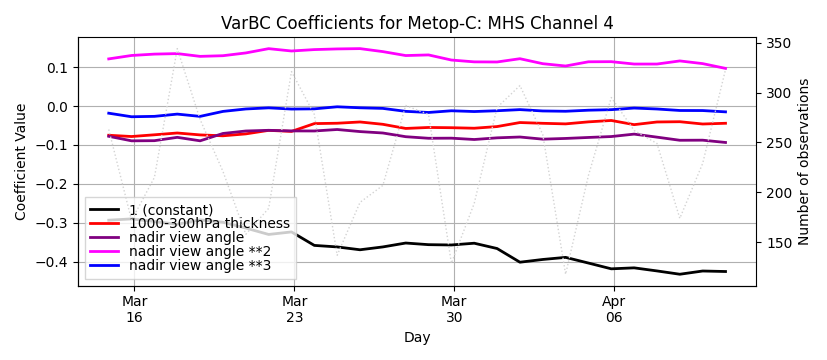 VarBC Coefficients for Metop-C: MHS Channel 4
Coefficient Value
0.1
0.0
−0.1
−0.2
−0.3
−0.4
350
300
250
200
150
Number of observations
1 (constant)
1000-300hPa thickness
nadir view angle
nadir view angle **2
nadir view angle **3
Mar
16
Mar
23
Mar
30
Apr
06
Day